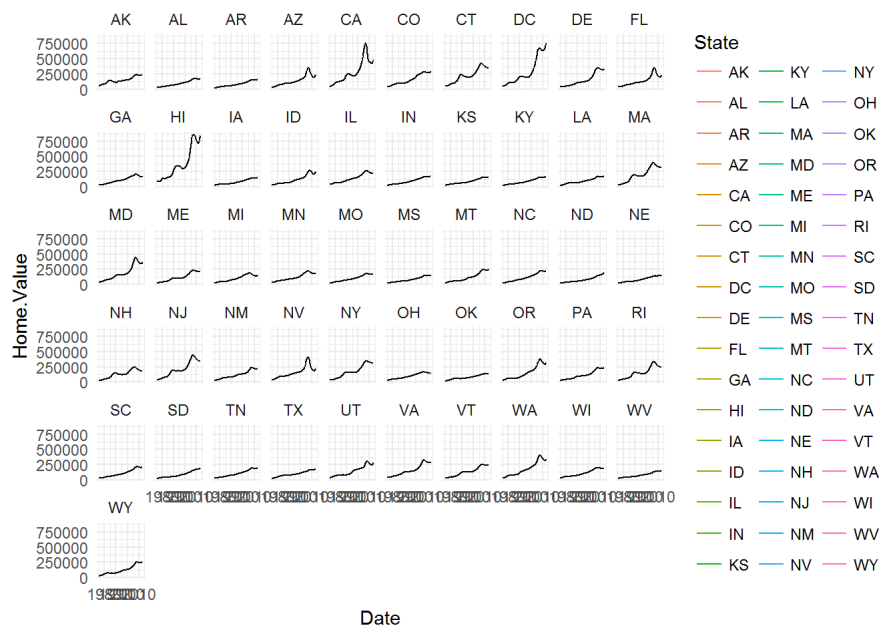 AK AL AR AZ CA CO CT DC DE FL
750000
500000
250000
0
GA HI IA ID IL IN KS KY LA MA
750000
500000
250000
0
MD ME MI MN MO MS MT NC ND NE
750000
500000
250000
0
NH NJ NM NV NY OH OK OR PA RI
750000
500000
250000
0
SC SD TN TX UT VA VT WA WI WV
750000
500000
250000
0
WY
750000
500000
250000
0
Home.Value
Date
State
AK KY NY
AL LA OH
AR MA OK
AZ MD OR
CA ME PA
CO MI RI
CT MN SC
DC MO SD
DE MS TN
FL MT TX
GA NC UT
HI ND VA
IA NE VT
ID NH WA
IL NJ WI
IN NM WV
KS NV WY